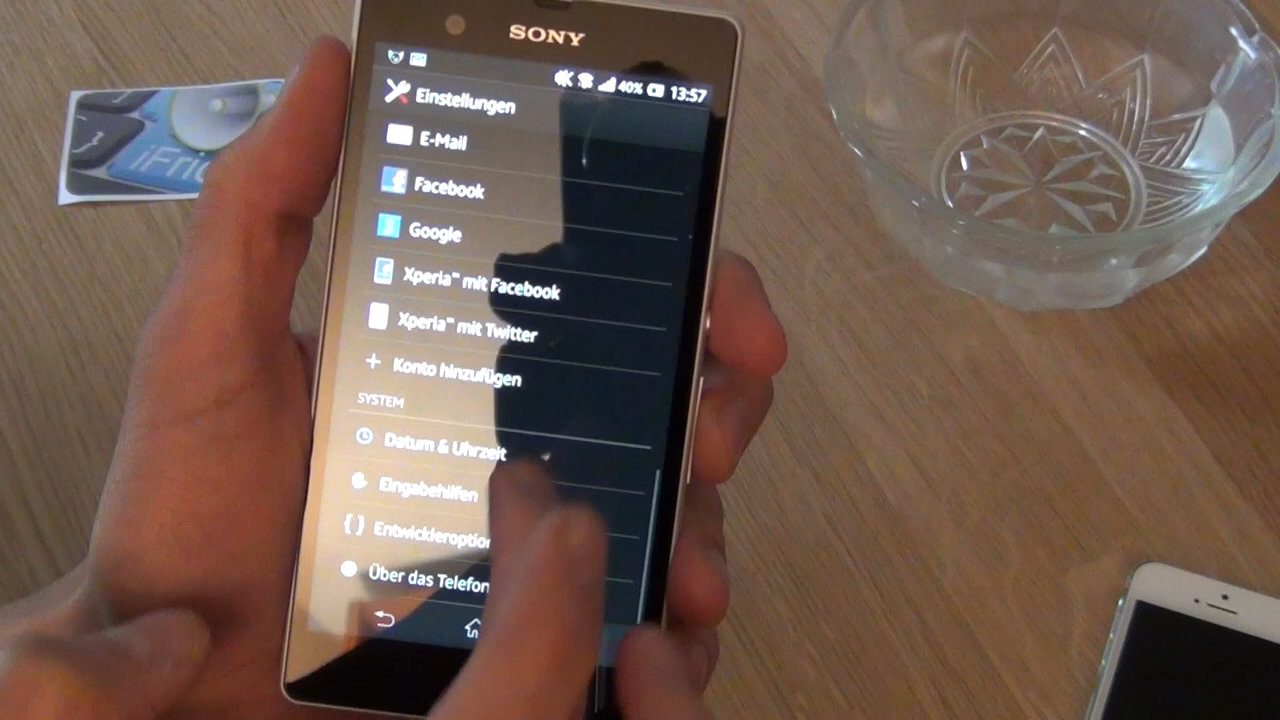 SONY
40% 13:57
Einstellungen
E-Mail
Facebook
Google
Xperia™ mit Facebook
Xperia™ mit Twitter
Konto hinzufügen
SYSTEM
Datum & Uhrzeit
Eingabehilfen
Entwickleroptio
Über das Telefon
iFri